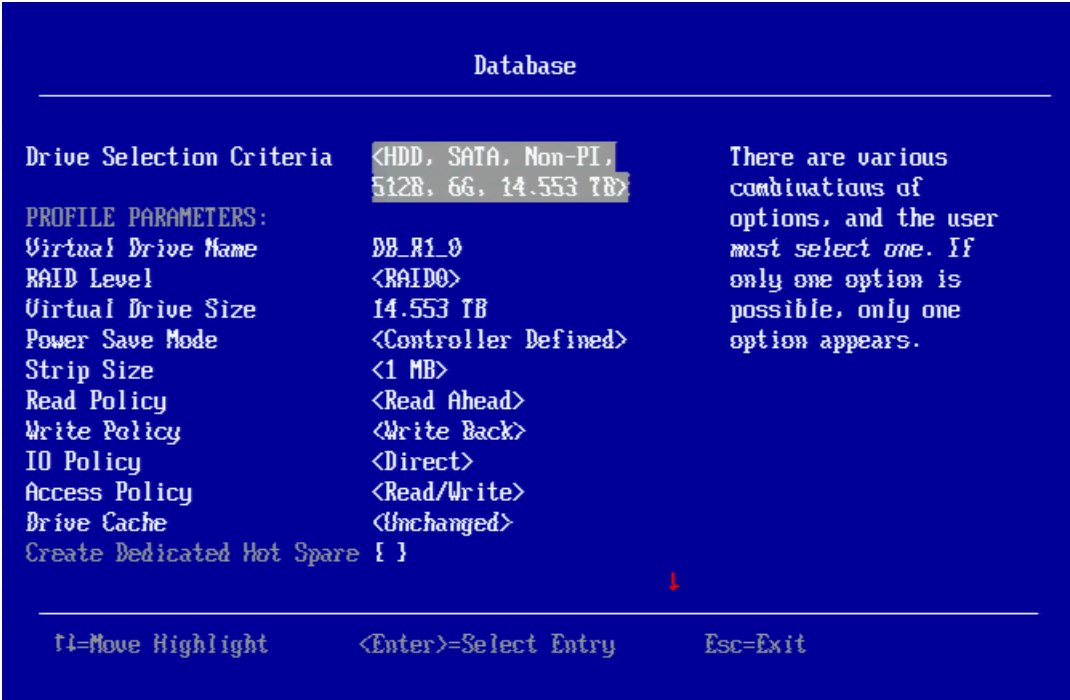 Database
Drive Selection Criteria <HDD, SATA, Non-PI, 512B, 6G, 14.553 TB>
PROFILE PARAMETERS:
Virtual Drive Name DB_R1_0
RAID Level <RAID0>
Virtual Drive Size 14.553 TB
Power Save Mode <Controller Defined>
Strip Size <1 MB>
Read Policy <Read Ahead>
Write Policy <Write Back>
IO Policy <Direct>
Access Policy <Read/Write>
Drive Cache <Unchanged>
Create Dedicated Hot Spare [ ]
There are various
combinations of
options, and the user
must select one. If
only one option is
possible, only one
option appears.
↓
↑↓=Move Highlight <Enter>=Select Entry Esc=Exit